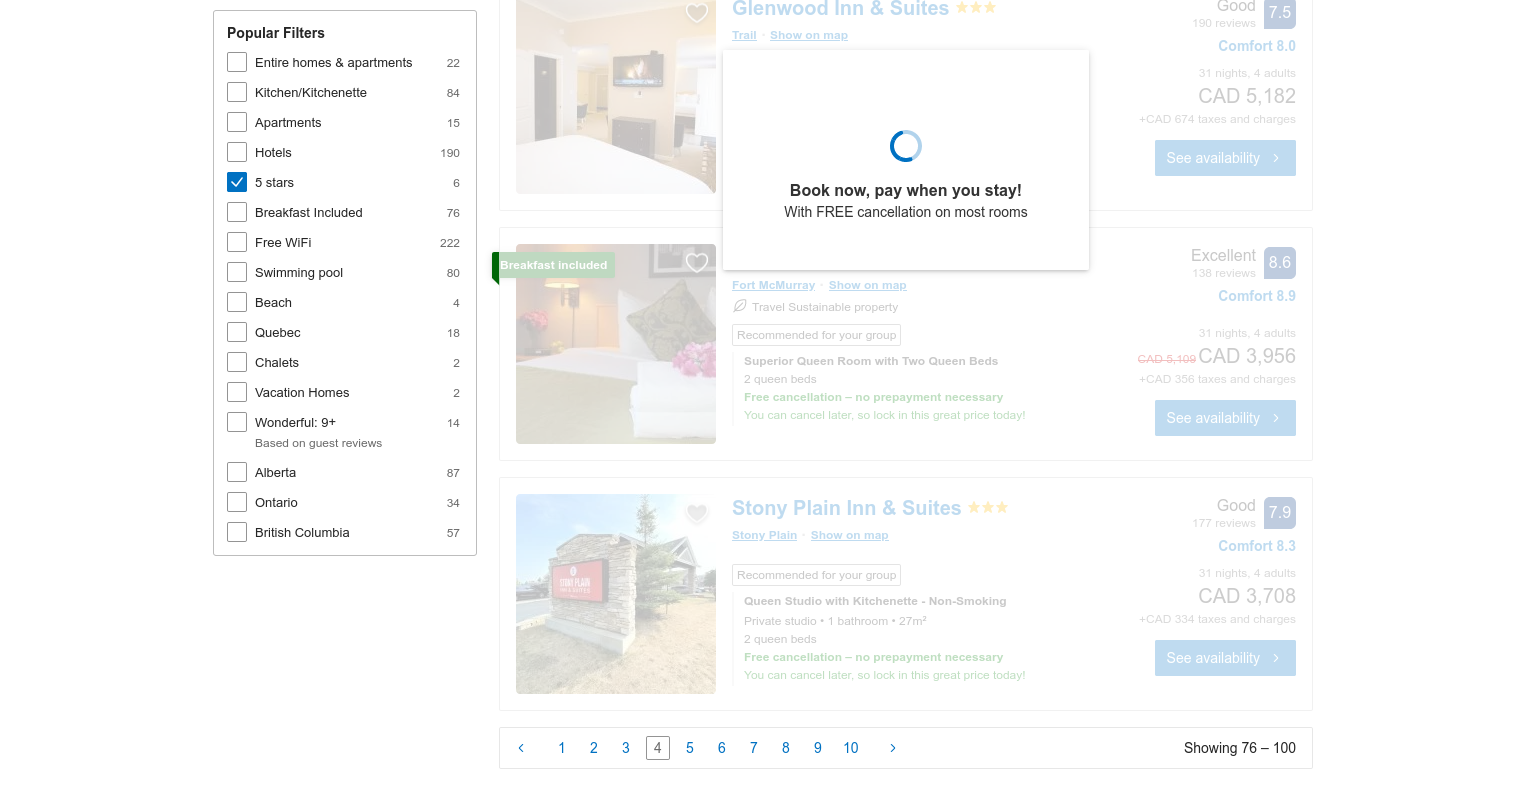 Popular Filters
Entire homes & apartments 22
Kitchen/Kitchenette 84
Apartments 15
Hotels 190
5 stars 6
Breakfast Included 76
Free WiFi 222
Swimming pool 80
Beach 4
Quebec 18
Chalets 2
Vacation Homes 2
Wonderful: 9+ 14
Based on guest reviews
Alberta 87
Ontario 34
British Columbia 57
Glenwood Inn & Suites
Trail · Show on map
Good 7.5
190 reviews
Comfort 8.0
31 nights, 4 adults
CAD 5,182
+CAD 674 taxes and charges
See availability
Book now, pay when you stay!
With FREE cancellation on most rooms
Breakfast included
Fort McMurray · Show on map
Travel Sustainable property
Recommended for your group
Superior Queen Room with Two Queen Beds
2 queen beds
Free cancellation – no prepayment necessary
You can cancel later, so lock in this great price today!
Excellent 8.6
138 reviews
Comfort 8.9
31 nights, 4 adults
CAD 5,109 CAD 3,956
+CAD 356 taxes and charges
See availability
STONY PLAIN
INN & SUITES
Stony Plain Inn & Suites
Stony Plain · Show on map
Recommended for your group
Queen Studio with Kitchenette - Non-Smoking
Private studio • 1 bathroom • 27m²
2 queen beds
Free cancellation – no prepayment necessary
You can cancel later, so lock in this great price today!
Good 7.9
177 reviews
Comfort 8.3
31 nights, 4 adults
CAD 3,708
+CAD 334 taxes and charges
See availability
1 2 3 4 5 6 7 8 9 10
Showing 76 – 100